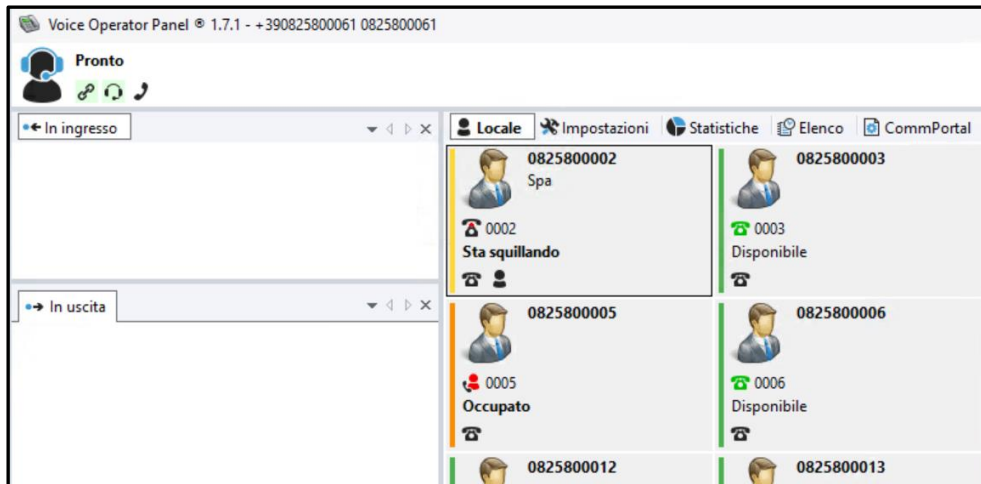 Voice Operator Panel ® 1.7.1 - +390825800061 0825800061
Pronto
In ingresso
Locale Impostazioni Statistiche Elenco CommPortal
0825800002
Spa
0002
Sta squillando
0825800003
0003
Disponibile
In uscita
0825800005
0005
Occupato
0825800006
0006
Disponibile
0825800012
0825800013